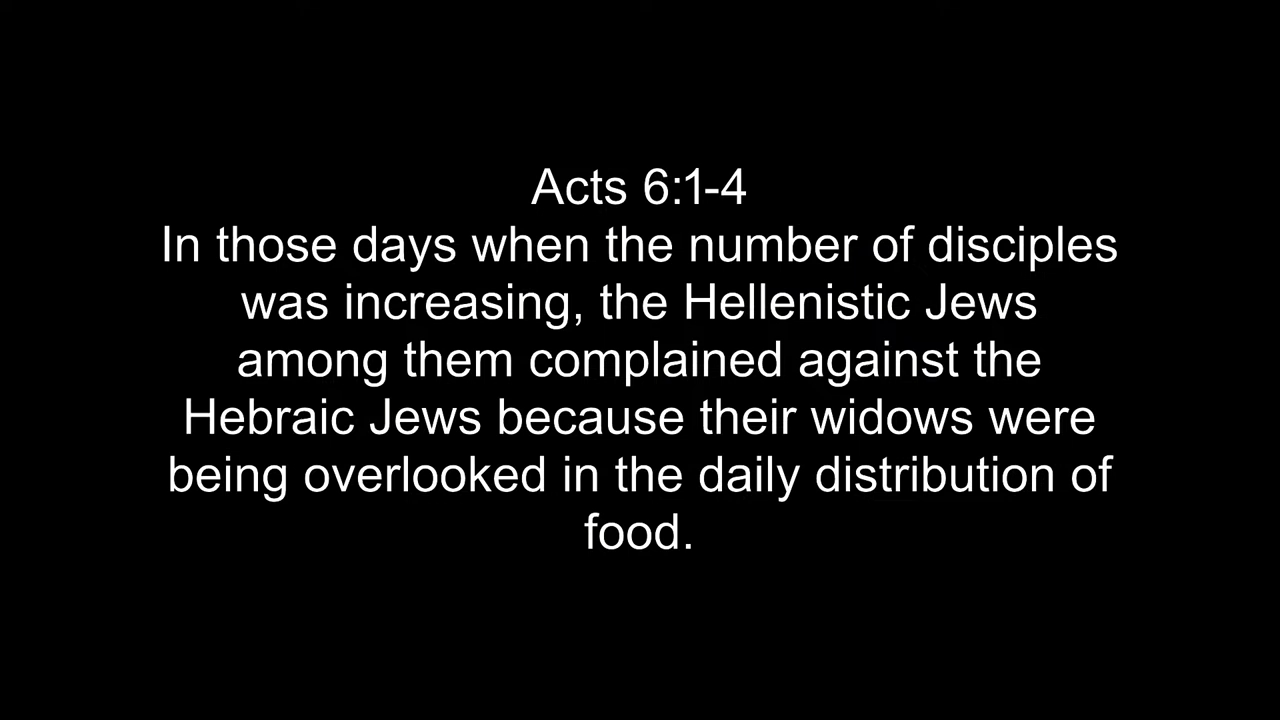 Acts 6:1-4
In those days when the number of disciples
was increasing, the Hellenistic Jews
among them complained against the
Hebraic Jews because their widows were
being overlooked in the daily distribution of
food.